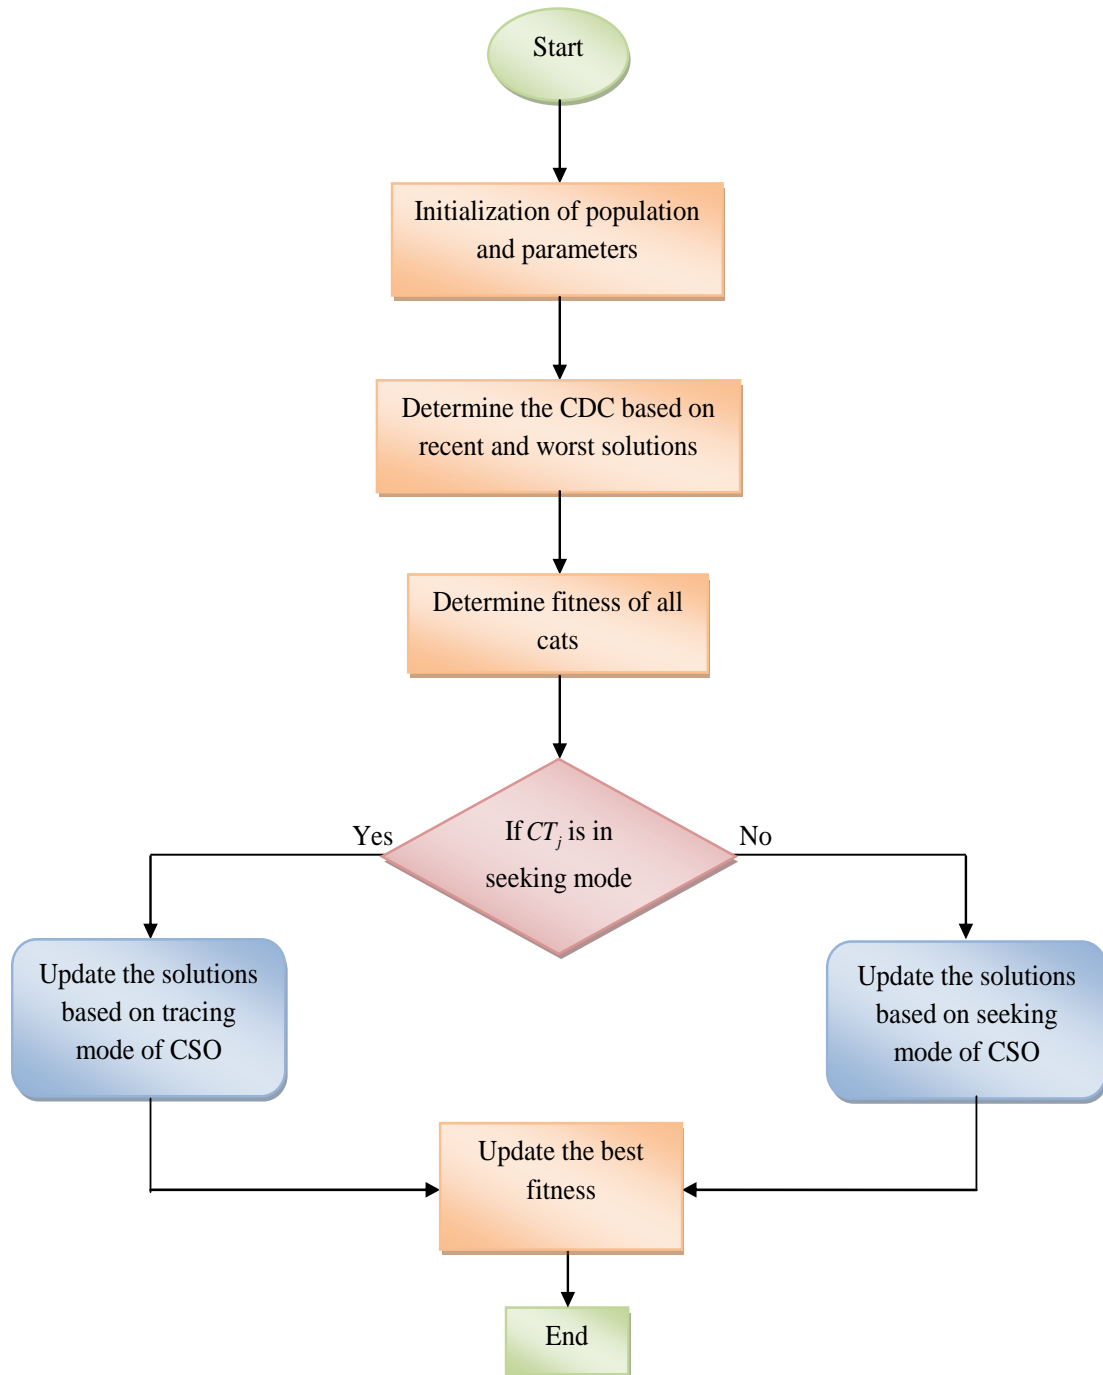 Start
Initialization of population
and parameters
Determine the CDC based on
recent and worst solutions
Determine fitness of all
cats
Yes
If CT_j is in
seeking mode
No
Update the solutions
based on tracing
mode of CSO
Update the solutions
based on seeking
mode of CSO
Update the best
fitness
End